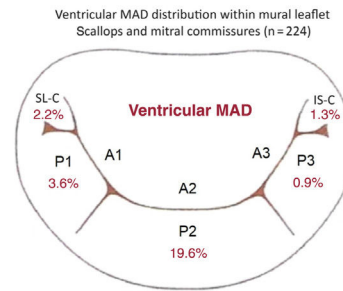 Ventricular MAD distribution within mural leaflet
Scallops and mitral commissures (n=224)
SL-C
2.2%
Ventricular MAD
IS-C
1.3%
P1
3.6%
A1
A2
A3
P3
0.9%
P2
19.6%